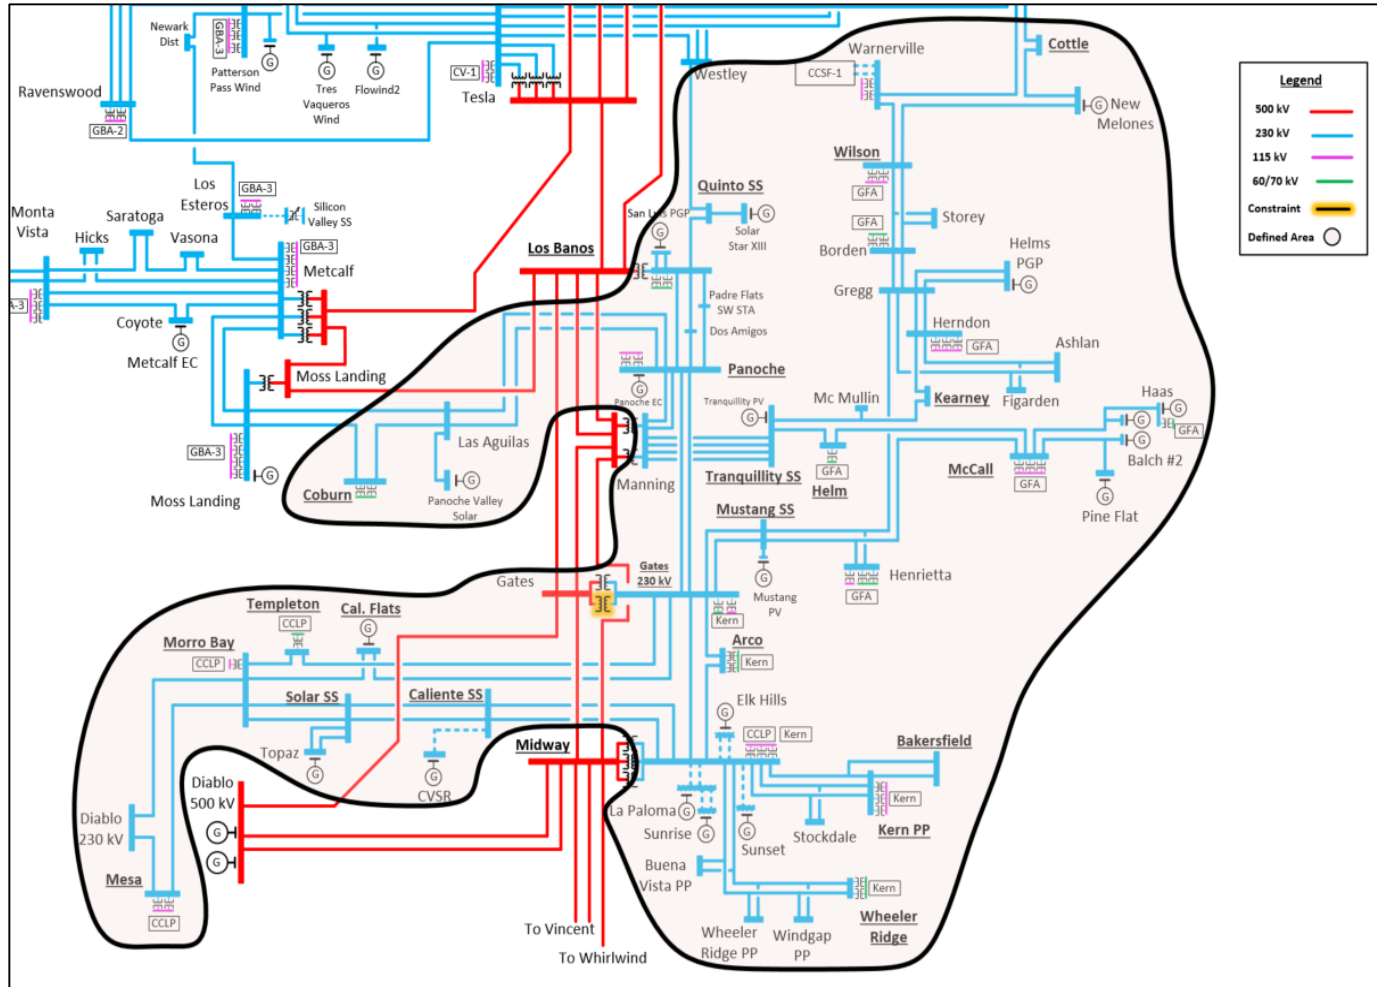 Newark
Dist
GBA-3
G
Patterson
Pass Wind
G
Tres
Vaqueros
Wind
G
Flowind2
CV-1
Tesla
Westley
Warnerville
CCSF-1
Cottle
G
New
Melones
Legend
500 kV
230 kV
115 kV
60/70 kV
Constraint
Defined Area
Ravenswood
GBA-2
Wilson
GFA
GFA
Storey
Borden
Helms
PGP
G
Gregg
Herndon
GFA
Ashlan
Figarden
Kearney
Los
Esteros
GBA-3
Silicon
Valley SS
Monta
Vista
Saratoga
Hicks
Vasona
GBA-3
Metcalf
A-3
Coyote
G
Metcalf EC
Quinto SS
San Luis PGP
G
G
Solar
Star XIII
Los Banos
Padre Flats
SW STA
Dos Amigos
Moss Landing
Panoche
G
Panoche EC
Tranquillity PV
G
Mc Mullin
Haas
G
GFA
G
G
Balch #2
GBA-3
G
Moss Landing
Las Aguilas
Coburn
G
Panoche Valley
Solar
Manning
Tranquillity SS
GFA
Helm
McCall
GFA
G
Pine Flat
Mustang SS
G
Mustang
PV
Henrietta
GFA
Gates
Gates
230 kV
Kern
Arco
Kern
Templeton
CCLP
Cal. Flats
G
Morro Bay
CCLP
Solar SS
Caliente SS
Topaz
G
G
CVSR
Elk Hills
G
CCLP
Kern
Midway
Bakersfield
Kern
Kern PP
Stockdale
La Paloma
G
Sunrise
G
G
Sunset
Diablo
500 kV
G
G
Diablo
230 kV
Mesa
CCLP
Buena
Vista PP
Kern
Wheeler
Ridge
Wheeler
Ridge PP
Windgap
PP
To Vincent
To Whirlwind